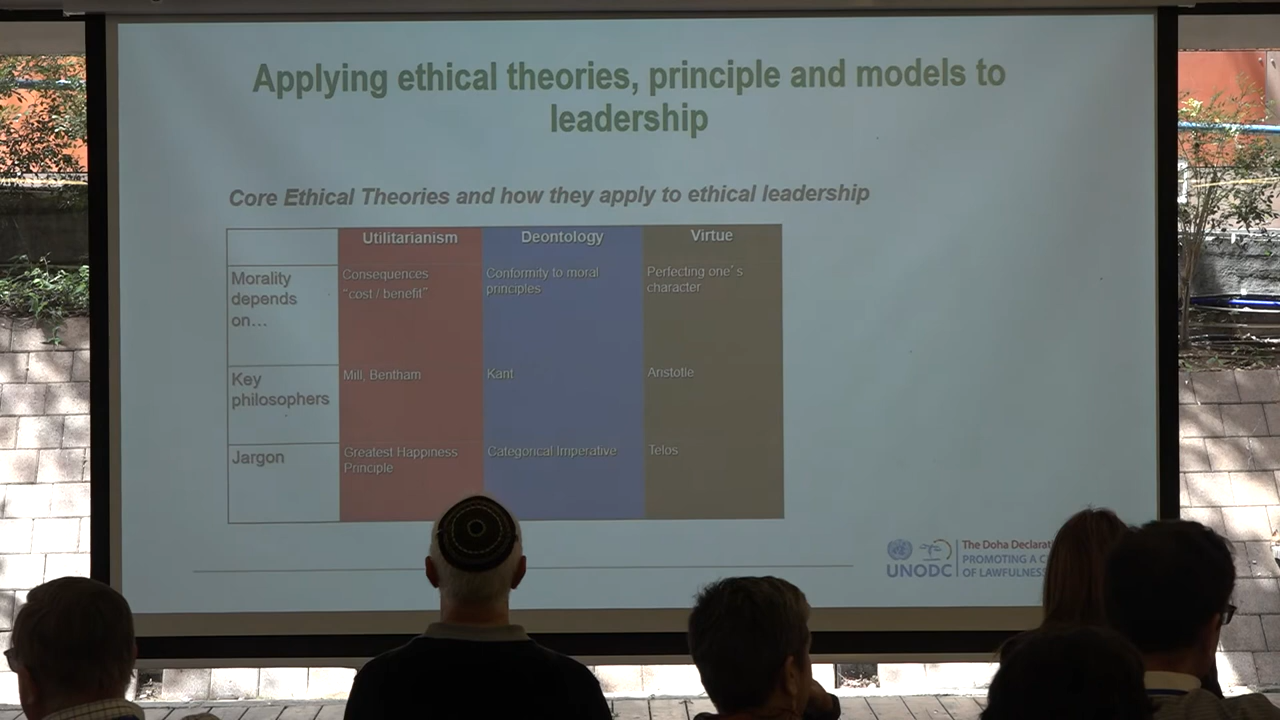 Applying ethical theories, principle and models to
leadership
Core Ethical Theories and how they apply to ethical leadership
Utilitarianism Deontology Virtue
Morality
depends
on…
Consequences
"cost / benefit"
Conformity to moral
principles
Perfecting one's
character
Key
philosophers
Mill, Bentham
Kant
Aristotle
Jargon
Greatest Happiness
Principle
Categorical Imperative
Telos
UNODC
The Doha Declarat
PROMOTING A C
OF LAWFULNESS